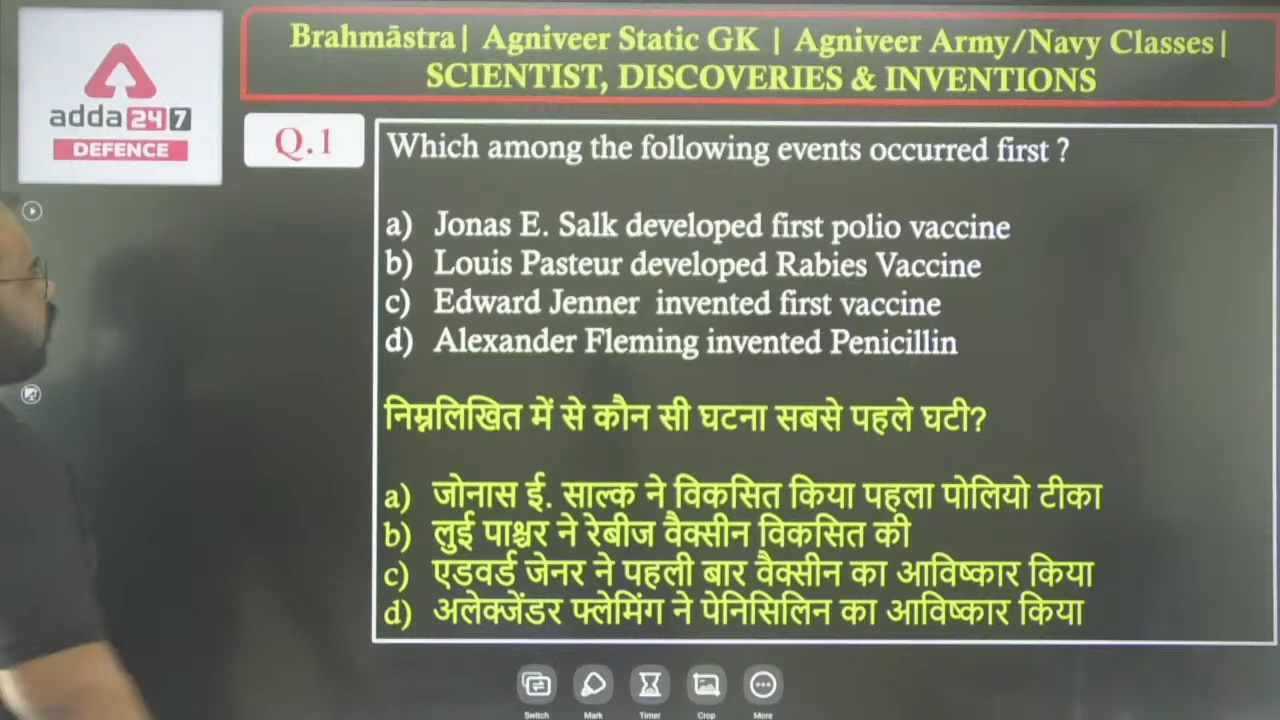 Brahmāstra| Agniveer Static GK | Agniveer Army/Navy Classes|
SCIENTIST, DISCOVERIES & INVENTIONS
adda 24 7
DEFENCE
Q.1
Which among the following events occurred first ?
a) Jonas E. Salk developed first polio vaccine
b) Louis Pasteur developed Rabies Vaccine
c) Edward Jenner invented first vaccine
d) Alexander Fleming invented Penicillin
निम्नलिखित में से कौन सी घटना सबसे पहले घटी?
a) जोनास ई. साल्क ने विकसित किया पहला पोलियो टीका
b) लुई पाश्चर ने रेबीज वैक्सीन विकसित की
c) एडवर्ड जेनर ने पहली बार वैक्सीन का आविष्कार किया
d) अलेक्जेंडर फ्लेमिंग ने पेनिसिलिन का आविष्कार किया
Switch Mark Timer Crop More